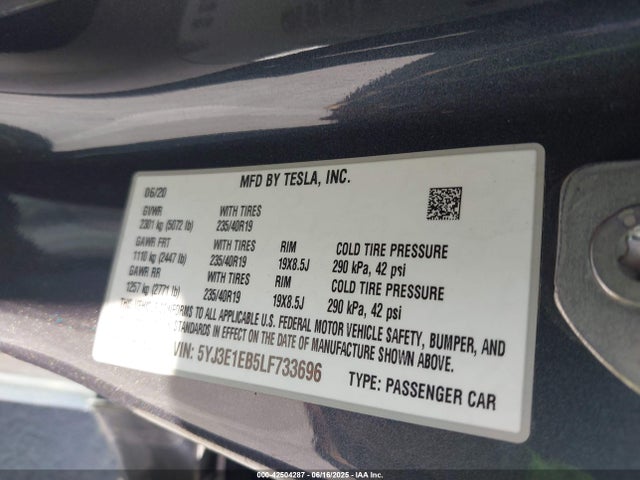 MFD BY TESLA, INC.
06/20
GVWR WITH TIRES
2301 kg (5072 lb) 235/40R19
GAWR FRT WITH TIRES RIM COLD TIRE PRESSURE
1110 kg (2447 lb) 235/40R19 19X8.5J 290 kPa, 42 psi
GAWR RR WITH TIRES RIM COLD TIRE PRESSURE
1257 kg (2771 lb) 235/40R19 19X8.5J 290 kPa, 42 psi
THIS VEHICLE CONFORMS TO ALL APPLICABLE U.S. FEDERAL MOTOR VEHICLE SAFETY, BUMPER, AND
THEFT PREVENTION STANDARDS IN EFFECT ON THE DATE OF MANUFACTURE SHOWN ABOVE.
VIN: 5YJ3E1EB5LF733696
TYPE: PASSENGER CAR
000-42504287 - 06/16/2025 - IAA Inc.